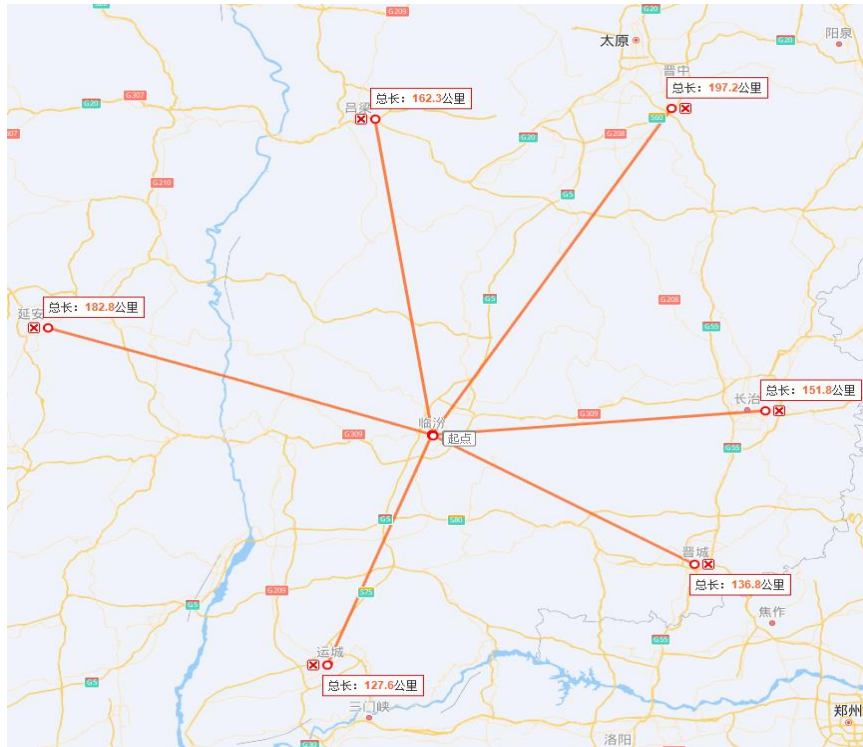 G20
G209
G20
太原
阳泉
G20
晋中
总长：197.2公里
总长：162.3公里
吕梁
G307
G20
S60
G208
G20
G210
G5
G5
G208
总长：182.8公里
延安
G55
总长：151.8公里
长治
G309
临汾
起点
G309
G55
G5
S80
晋城
总长：136.8公里
G209
S75
G5
焦作
G55
运城
总长：127.6公里
G5
三门峡
郑州
洛阳
G30